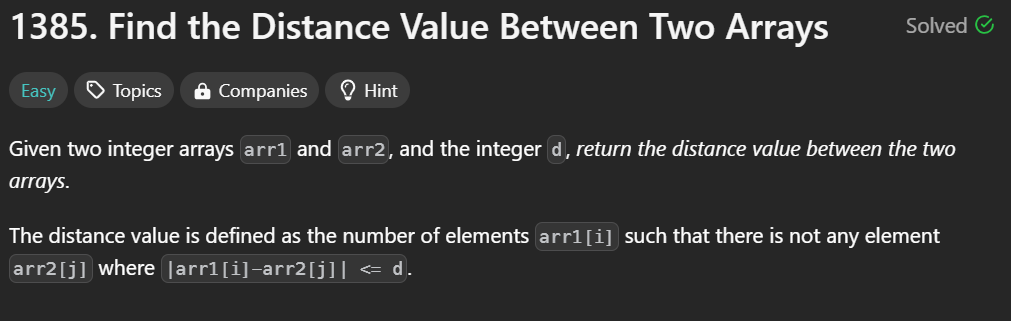 1385. Find the Distance Value Between Two Arrays
Solved
Easy
Topics
Companies
Hint
Given two integer arrays arr1 and arr2, and the integer d, return the distance value between the two
arrays.
The distance value is defined as the number of elements arr1[i] such that there is not any element
arr2[j] where |arr1[i]-arr2[j]| <= d.